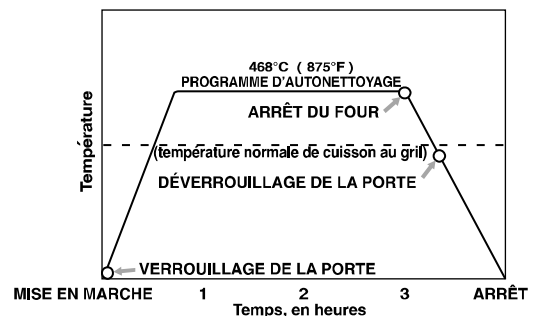 468°C ( 875°F )
PROGRAMME D'AUTONETTOYAGE
ARRÊT DU FOUR
Température
(température normale de cuisson au gril)
DÉVERROUILLAGE DE LA PORTE
VERROUILLAGE DE LA PORTE
MISE EN MARCHE 1 2 3 ARRÊT
Temps, en heures